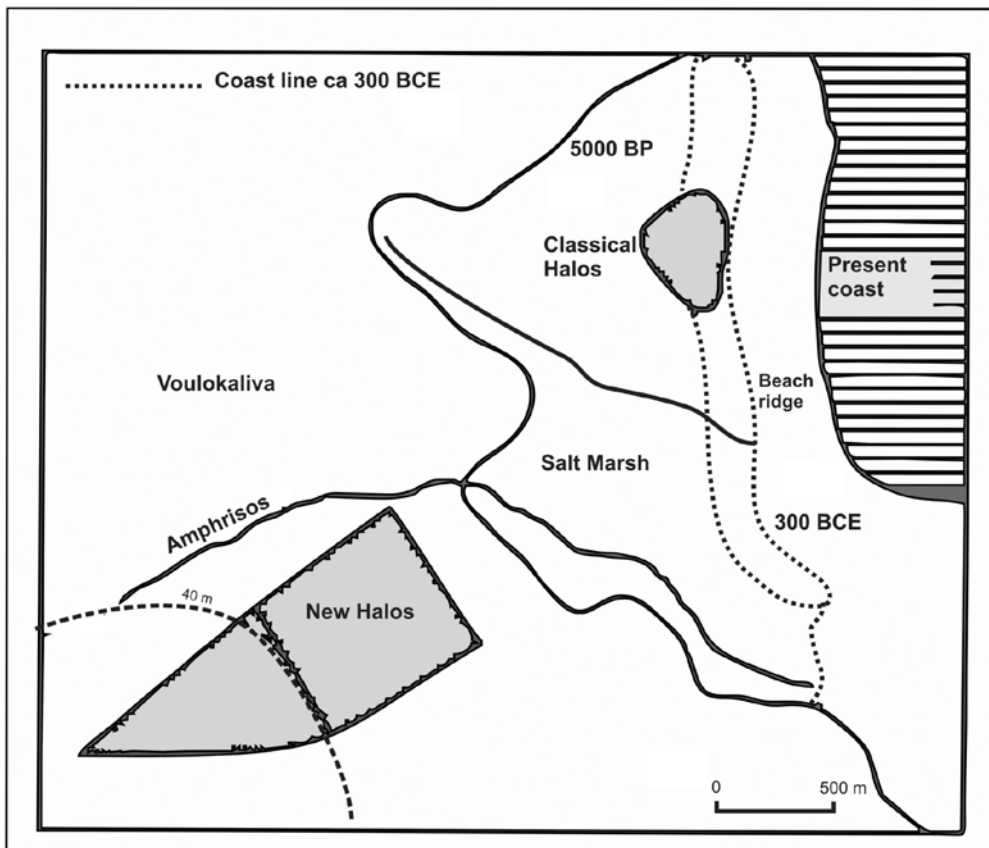 Coast line ca 300 BCE
5000 BP
Classical
Halos
Present
coast
Voulokaliva
Beach
ridge
Salt Marsh
Amphrisos
300 BCE
40 m
New Halos
0 500 m